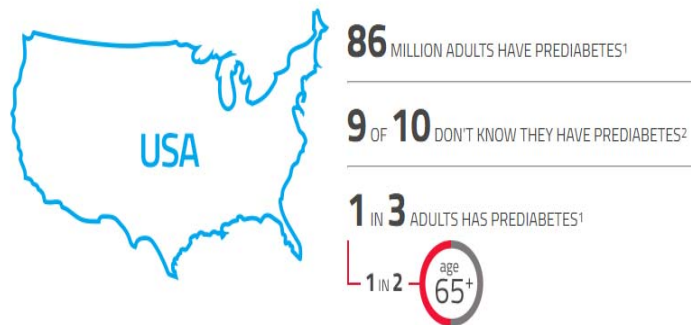 86 MILLION ADULTS HAVE PREDIABETES¹
9 OF 10 DON'T KNOW THEY HAVE PREDIABETES²
USA
1 IN 3 ADULTS HAS PREDIABETES¹
1 IN 2
age
65+